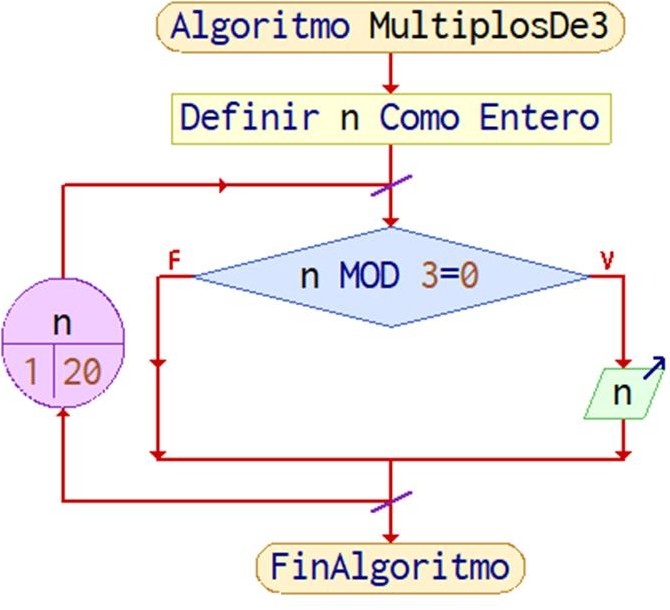 Algoritmo MultiplosDe3
Definir n Como Entero
F
n MOD 3=0
V
n
1 20
n
FinAlgoritmo